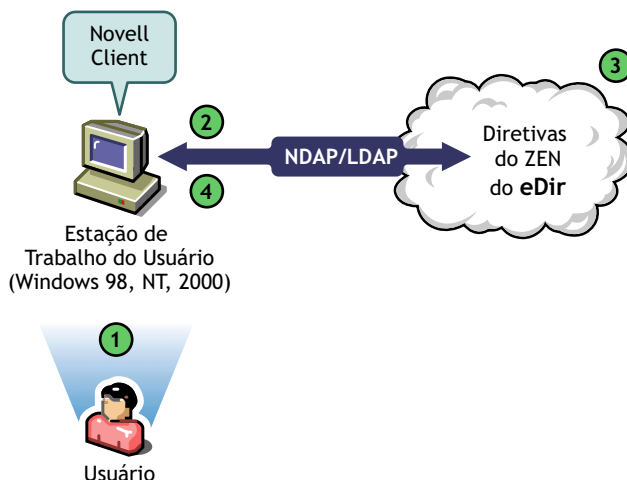 Novell
Client
3
2
NDAP/LDAP
Diretivas
do ZEN
do eDir
4
Estação de
Trabalho do Usuário
(Windows 98, NT, 2000)
1
Usuário